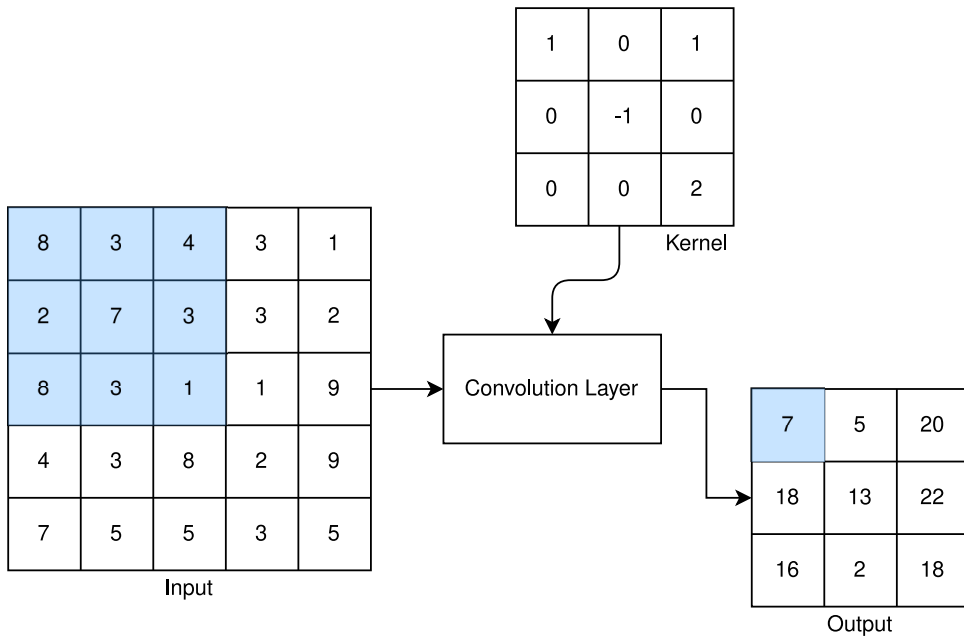 1 0 1
0 -1 0
0 0 2
Kernel
8 3 4 3 1
2 7 3 3 2
8 3 1 1 9
4 3 8 2 9
7 5 5 3 5
Input
Convolution Layer
7 5 20
18 13 22
16 2 18
Output